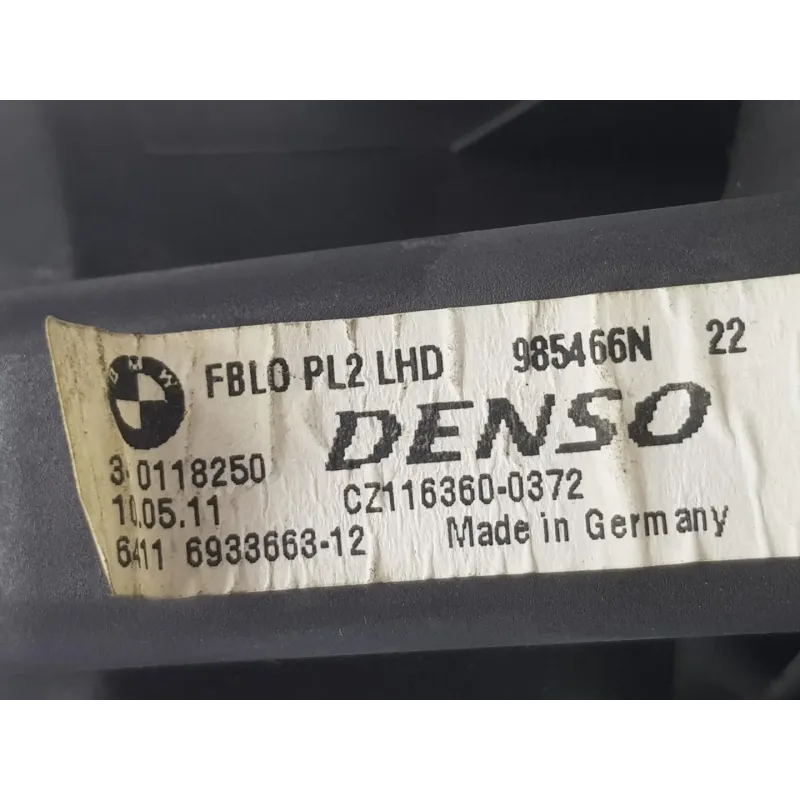 BMW FBLO PL2 LHD 985466N 22
DENSO
3 0118250
CZ116360-0372
10.05.11
6411 6933663-12 Made in Germany